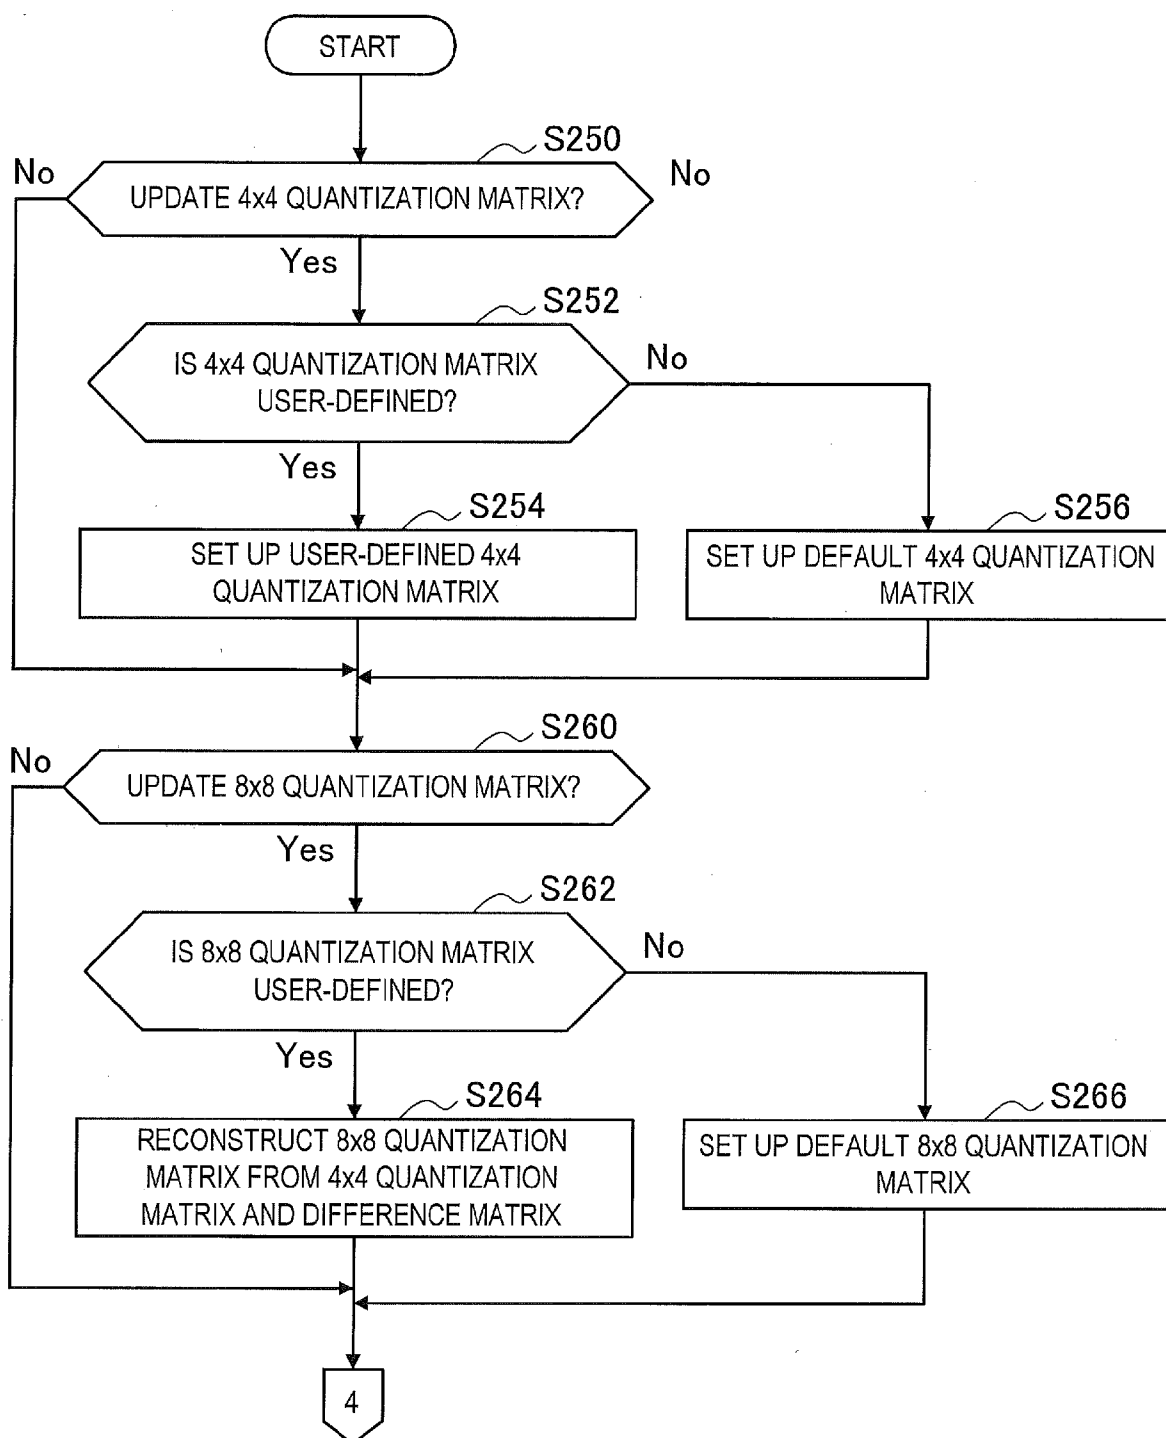 START
S250
No
UPDATE 4x4 QUANTIZATION MATRIX?
No
Yes
S252
IS 4x4 QUANTIZATION MATRIX
USER-DEFINED?
No
Yes
S254
SET UP USER-DEFINED 4x4
QUANTIZATION MATRIX
S256
SET UP DEFAULT 4x4 QUANTIZATION
MATRIX
S260
No
UPDATE 8x8 QUANTIZATION MATRIX?
Yes
S262
IS 8x8 QUANTIZATION MATRIX
USER-DEFINED?
No
Yes
S264
RECONSTRUCT 8x8 QUANTIZATION
MATRIX FROM 4x4 QUANTIZATION
MATRIX AND DIFFERENCE MATRIX
S266
SET UP DEFAULT 8x8 QUANTIZATION
MATRIX
4